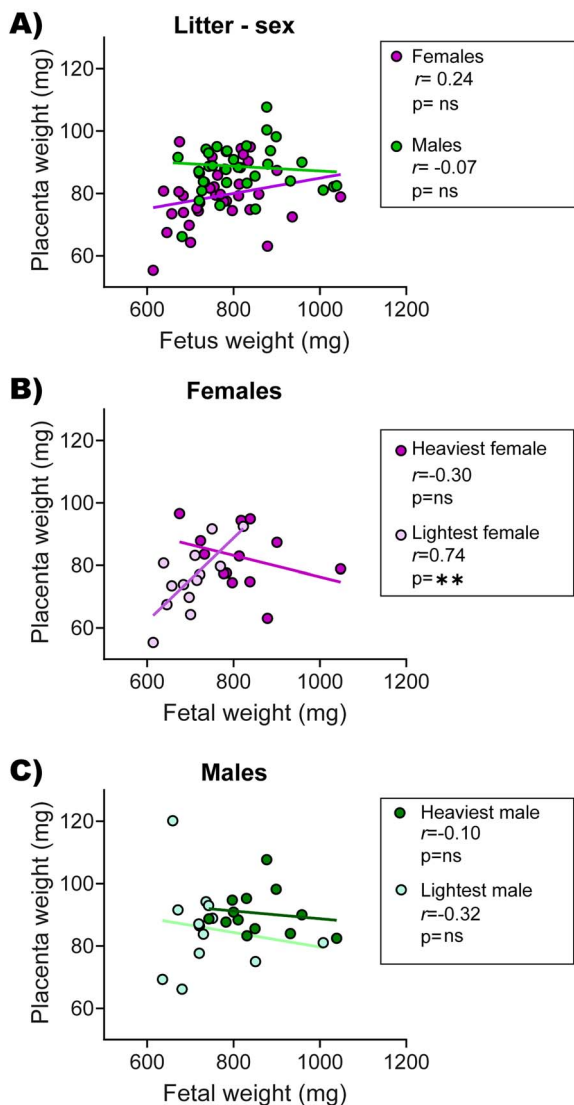 A)
Litter - sex
120
100
80
60
Placenta weight (mg)
600 800 1000 1200
Fetus weight (mg)
Females
r= 0.24
p= ns
Males
r= -0.07
p= ns
B)
Females
120
100
80
60
Placenta weight (mg)
600 800 1000 1200
Fetal weight (mg)
Heaviest female
r=-0.30
p=ns
Lightest female
r=0.74
p=**
C)
Males
120
100
80
60
Placenta weight (mg)
600 800 1000 1200
Fetal weight (mg)
Heaviest male
r=-0.10
p=ns
Lightest male
r=-0.32
p=ns